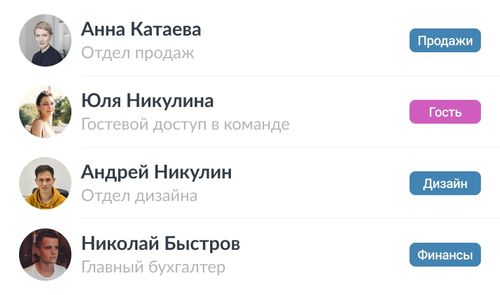 Анна Катаева
Отдел продаж
Продажи
Юля Никулина
Гостевой доступ в команде
Гость
Андрей Никулин
Отдел дизайна
Дизайн
Николай Быстров
Главный бухгалтер
Финансы